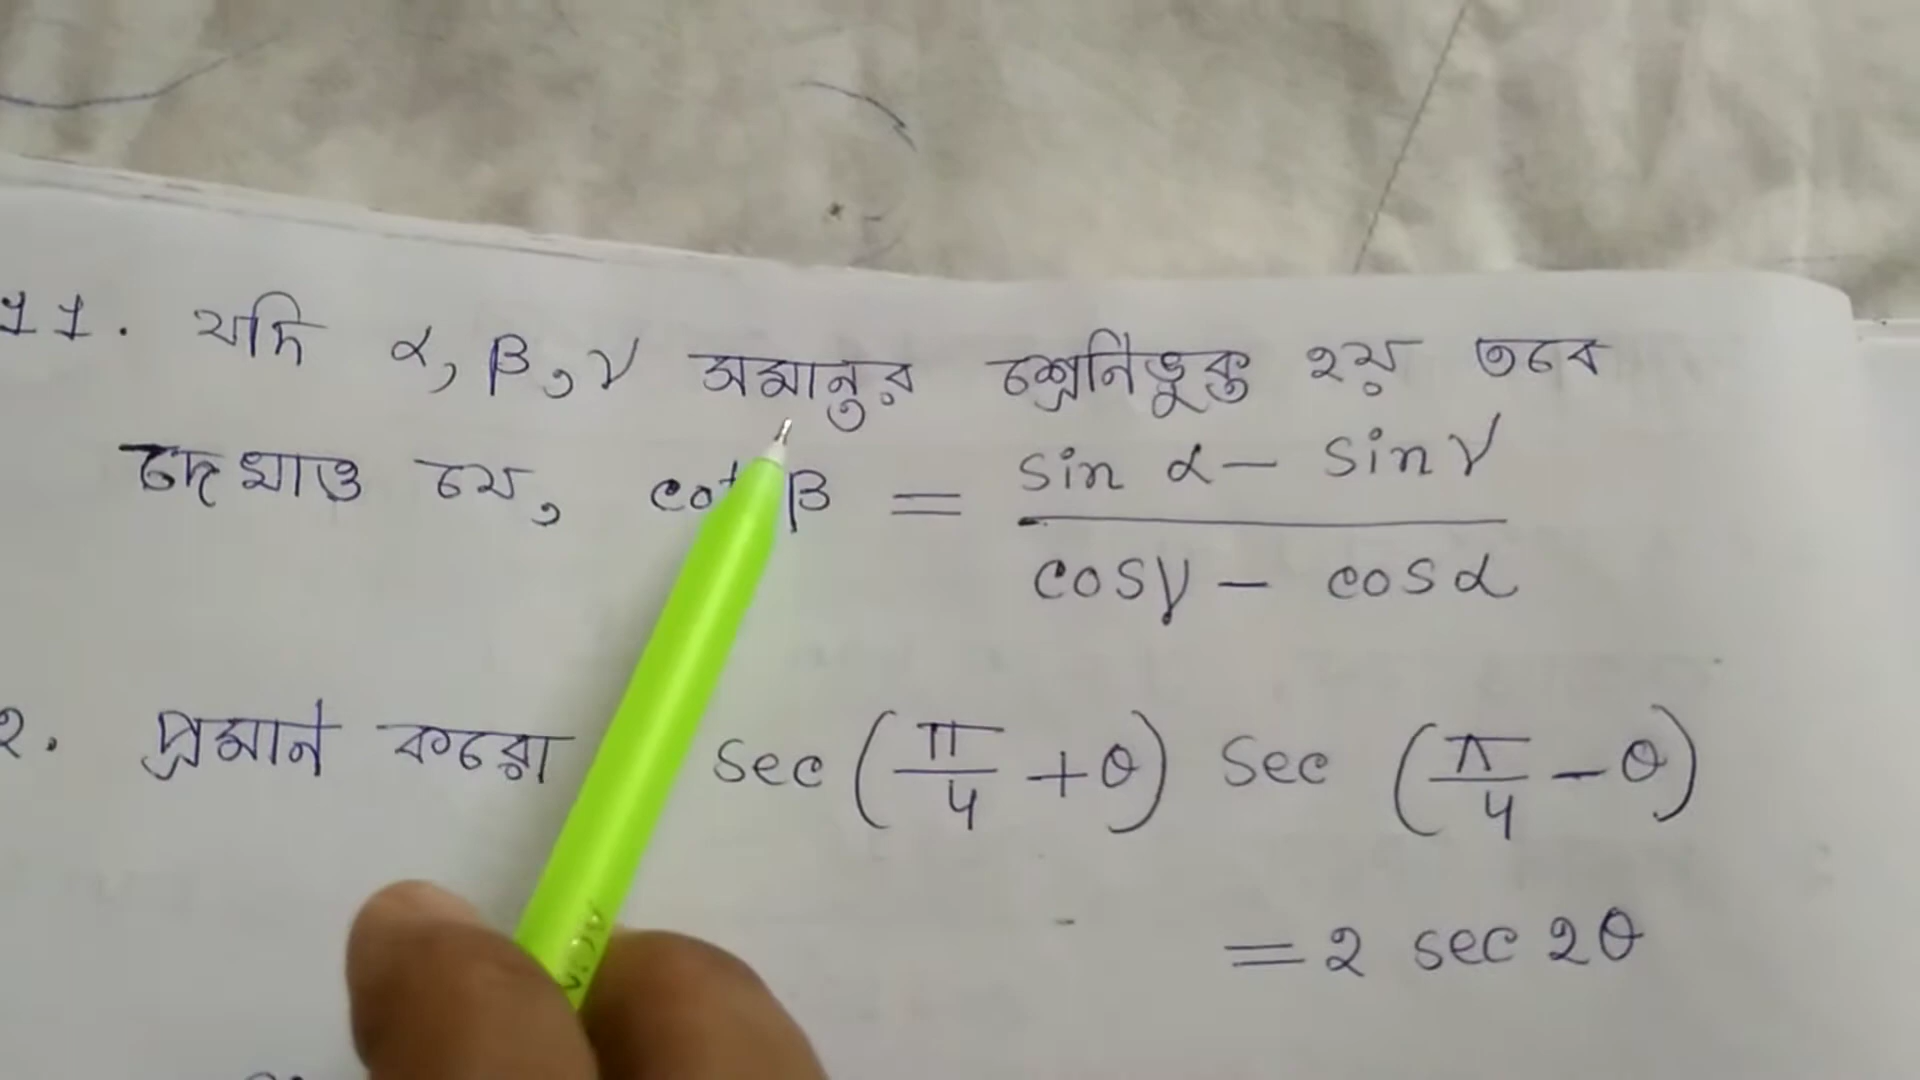 11. যদি α, β, γ সমান্তর শ্রেনিভুক্ত হয় তবে
দেখাও যে, cot β = (sin α - sin γ) / (cos γ - cos α)
২. প্রমান করো sec (π/4 + θ) sec (π/4 - θ)
= 2 sec 2θ